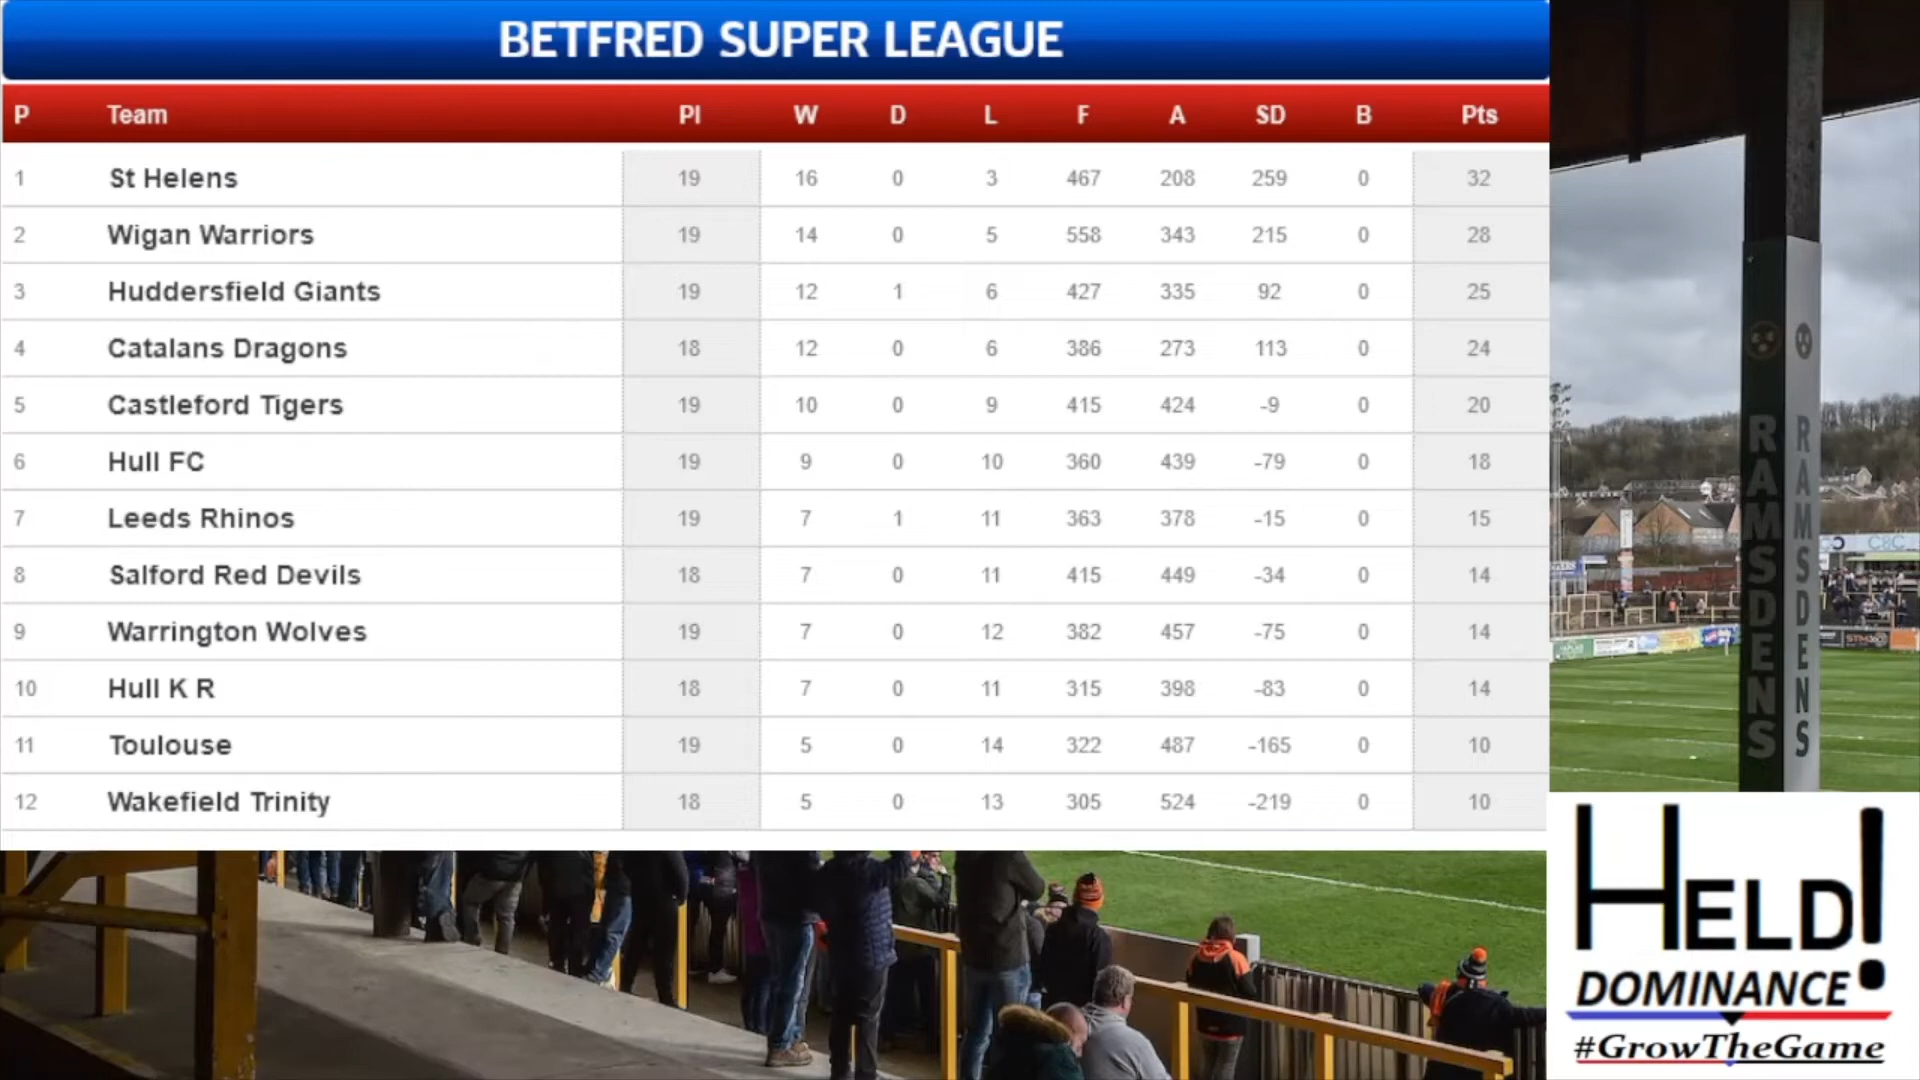 BETFRED SUPER LEAGUE
P Team Pl W D L F A SD B Pts
1 St Helens 19 16 0 3 467 208 259 0 32
2 Wigan Warriors 19 14 0 5 558 343 215 0 28
3 Huddersfield Giants 19 12 1 6 427 335 92 0 25
4 Catalans Dragons 18 12 0 6 386 273 113 0 24
5 Castleford Tigers 19 10 0 9 415 424 -9 0 20
6 Hull FC 19 9 0 10 360 439 -79 0 18
7 Leeds Rhinos 19 7 1 11 363 378 -15 0 15
8 Salford Red Devils 18 7 0 11 415 449 -34 0 14
9 Warrington Wolves 19 7 0 12 382 457 -75 0 14
10 Hull K R 18 7 0 11 315 398 -83 0 14
11 Toulouse 19 5 0 14 322 487 -165 0 10
12 Wakefield Trinity 18 5 0 13 305 524 -219 0 10
RAMSDENS
RAMSDENS
HELD!
DOMINANCE
#GrowTheGame